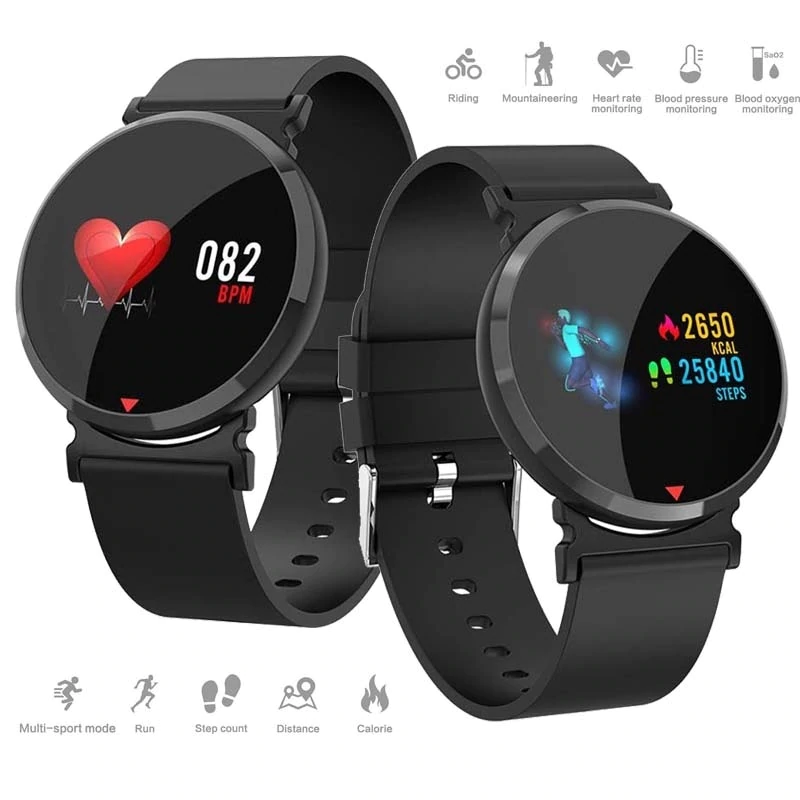 SaO2
Riding
Mountaineering
Heart rate
monitoring
Blood pressure
monitoring
Blood oxygen
monitoring
082
BPM
2650
KCAL
25840
STEPS
Multi-sport mode
Run
Step count
Distance
Calorie